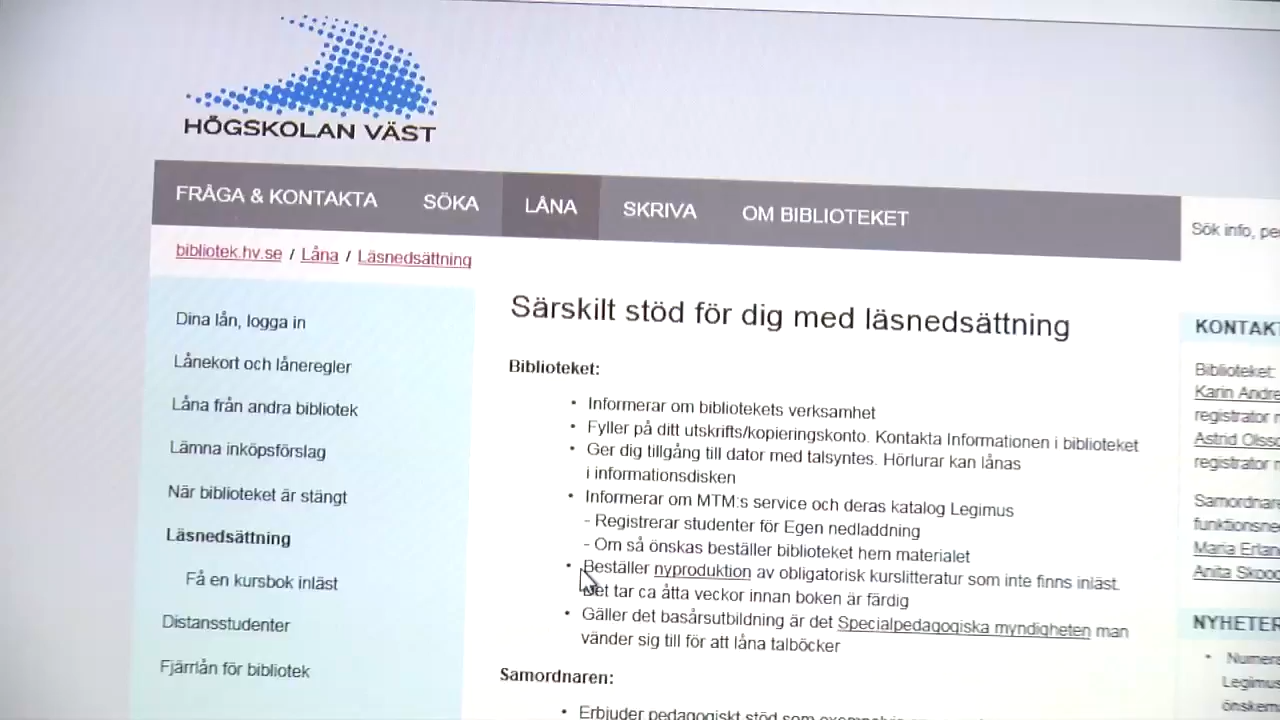 HÖGSKOLAN VÄST
FRÅGA & KONTAKTA SÖKA LÅNA SKRIVA OM BIBLIOTEKET
Sök info,
bibliotek.hv.se / Låna / Läsnedsättning
Dina lån, logga in
Lånekort och låneregler
Låna från andra bibliotek
Lämna inköpsförslag
När biblioteket är stängt
Läsnedsättning
Få en kursbok inläst
Distansstudenter
Fjärrlån för bibliotek
Särskilt stöd för dig med läsnedsättning
Biblioteket:
• Informerar om bibliotekets verksamhet
• Fyller på ditt utskrifts/kopieringskonto. Kontakta Informationen i biblioteket
• Ger dig tillgång till dator med talsyntes. Hörlurar kan lånas
i informationsdisken
• Informerar om MTM:s service och deras katalog Legimus
- Registrerar studenter för Egen nedladdning
- Om så önskas beställer biblioteket hem materialet
• Beställer nyproduktion av obligatorisk kurslitteratur som inte finns inläst.
Det tar ca åtta veckor innan boken är färdig
• Gäller det basårsutbildning är det Specialpedagogiska myndigheten man
vänder sig till för att låna talböcker
Samordnaren:
• Erbjuder pedagogiskt stöd som
Biblioteket:
Karin
registrator
Astrid
registrator
Maria
Anita
NYHETER